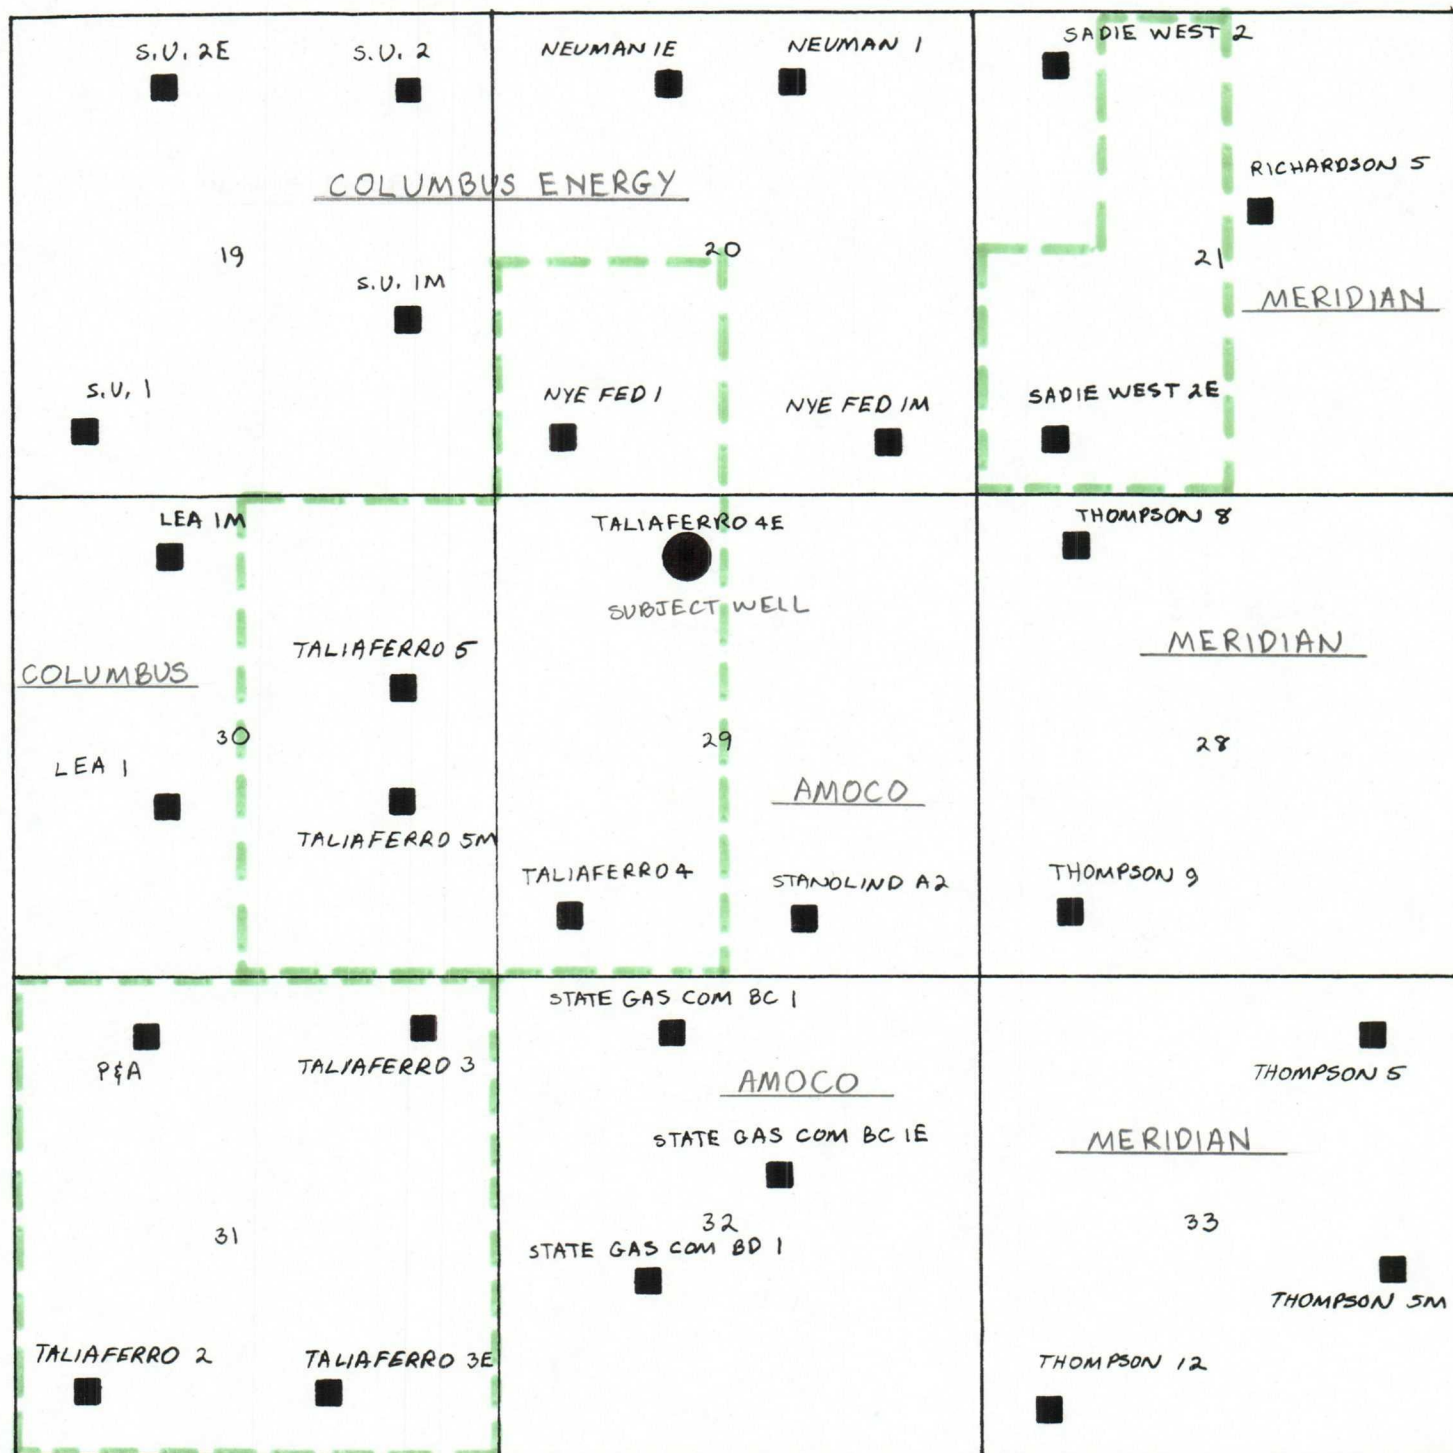 S.U. 2E
S.U. 2
NEUMAN 1E
NEUMAN 1
SADIE WEST 2
RICHARDSON 5
COLUMBUS ENERGY
19
20
21
S.U. 1M
MERIDIAN
S.U. 1
NYE FED 1
NYE FED 1M
SADIE WEST 2E
LEA 1M
TALIAFERRO 4E
THOMPSON 8
SUBJECT WELL
TALIAFERRO 5
MERIDIAN
COLUMBUS
30
29
28
LEA 1
AMOCO
TALIAFERRO 5M
TALIAFERRO 4
STANOLIND A2
THOMPSON 9
STATE GAS COM BC 1
P&A
TALIAFERRO 3
AMOCO
THOMPSON 5
STATE GAS COM BC 1E
MERIDIAN
31
32
33
STATE GAS COM BD 1
THOMPSON 5M
TALIAFERRO 2
TALIAFERRO 3E
THOMPSON 12